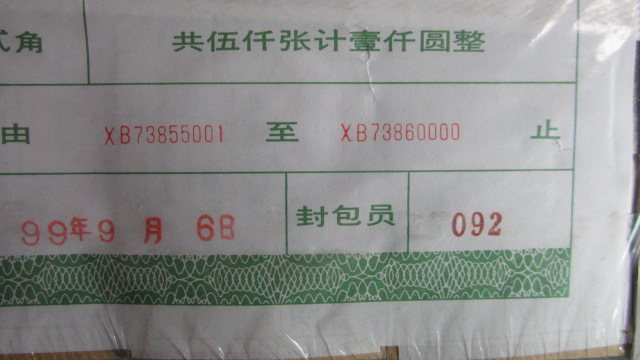 贰角 共伍仟张计壹仟圆整
由 XB73855001 至 XB73860000 止
99年9月6日 封包员 092